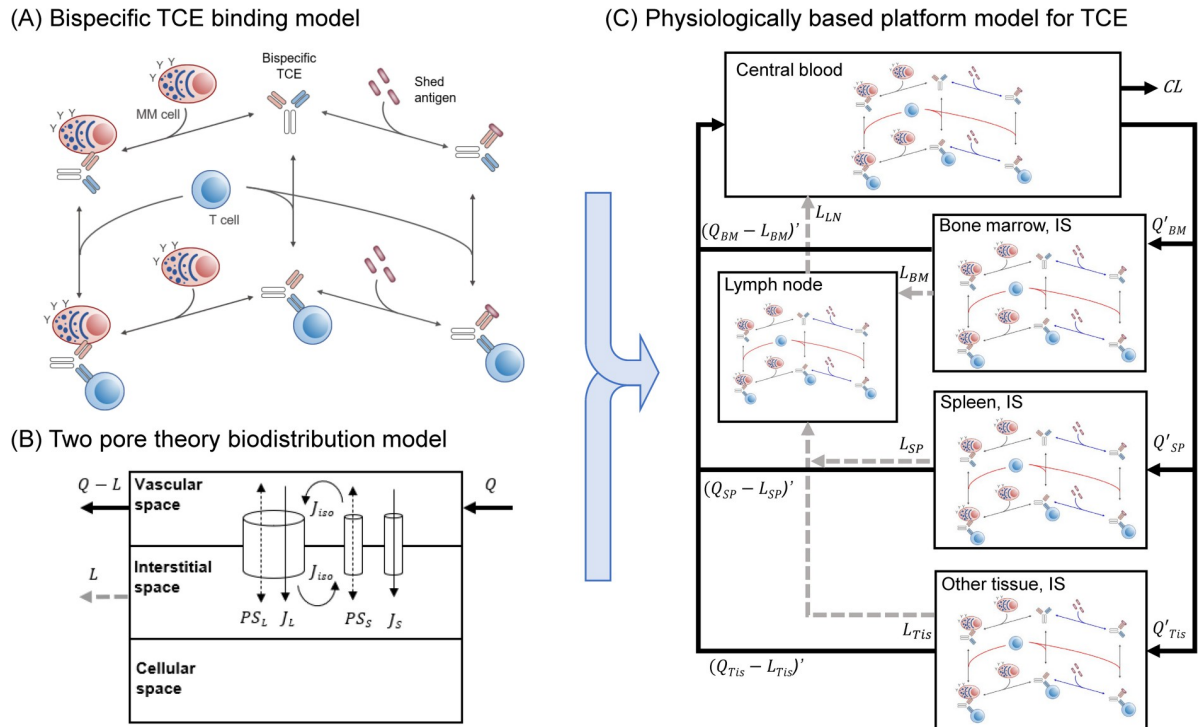 (A) Bispecific TCE binding model
Bispecific
TCE
Shed
antigen
MM cell
T cell
Y Y Y Y
Y Y Y Y
Y Y Y Y
Y Y Y Y
(B) Two pore theory biodistribution model
Q − L
Vascular
space
Q
J_iso
Interstitial
space
J_iso
L
PS_L J_L PS_S J_S
Cellular
space
(C) Physiologically based platform model for TCE
Central blood
CL
L_LN
(Q_BM − L_BM)'
Bone marrow, IS
Q'_BM
L_BM
Lymph node
Spleen, IS
L_SP
Q'_SP
(Q_SP − L_SP)'
Other tissue, IS
L_Tis
Q'_Tis
(Q_Tis − L_Tis)'